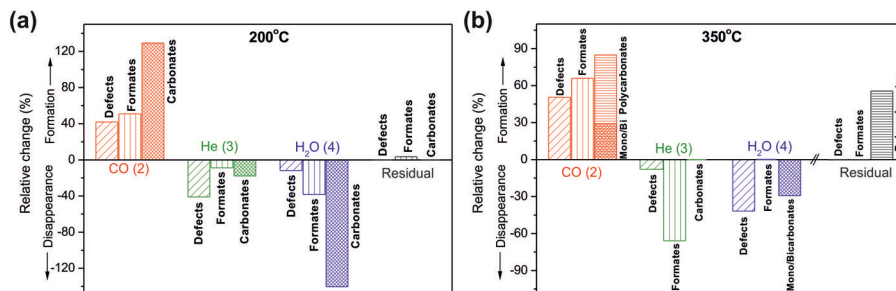 (a)
200°C
Relative change (%)
Disappearance
Formation
120
80
40
0
-40
-80
-120
Defects
Formates
Carbonates
CO (2)
He (3)
Defects
Formates
Carbonates
H2O (4)
Defects
Formates
Carbonates
Defects
Formates
Carbonates
Residual
(b)
350°C
Relative change (%)
Disappearance
Formation
90
60
30
0
-30
-60
-90
Defects
Formates
Mono/Bi Polycarbonates
CO (2)
He (3)
Defects
Formates
Carbonates
H2O (4)
Defects
Formates
Mono/Bicarbonates
Defects
Formates
Residual